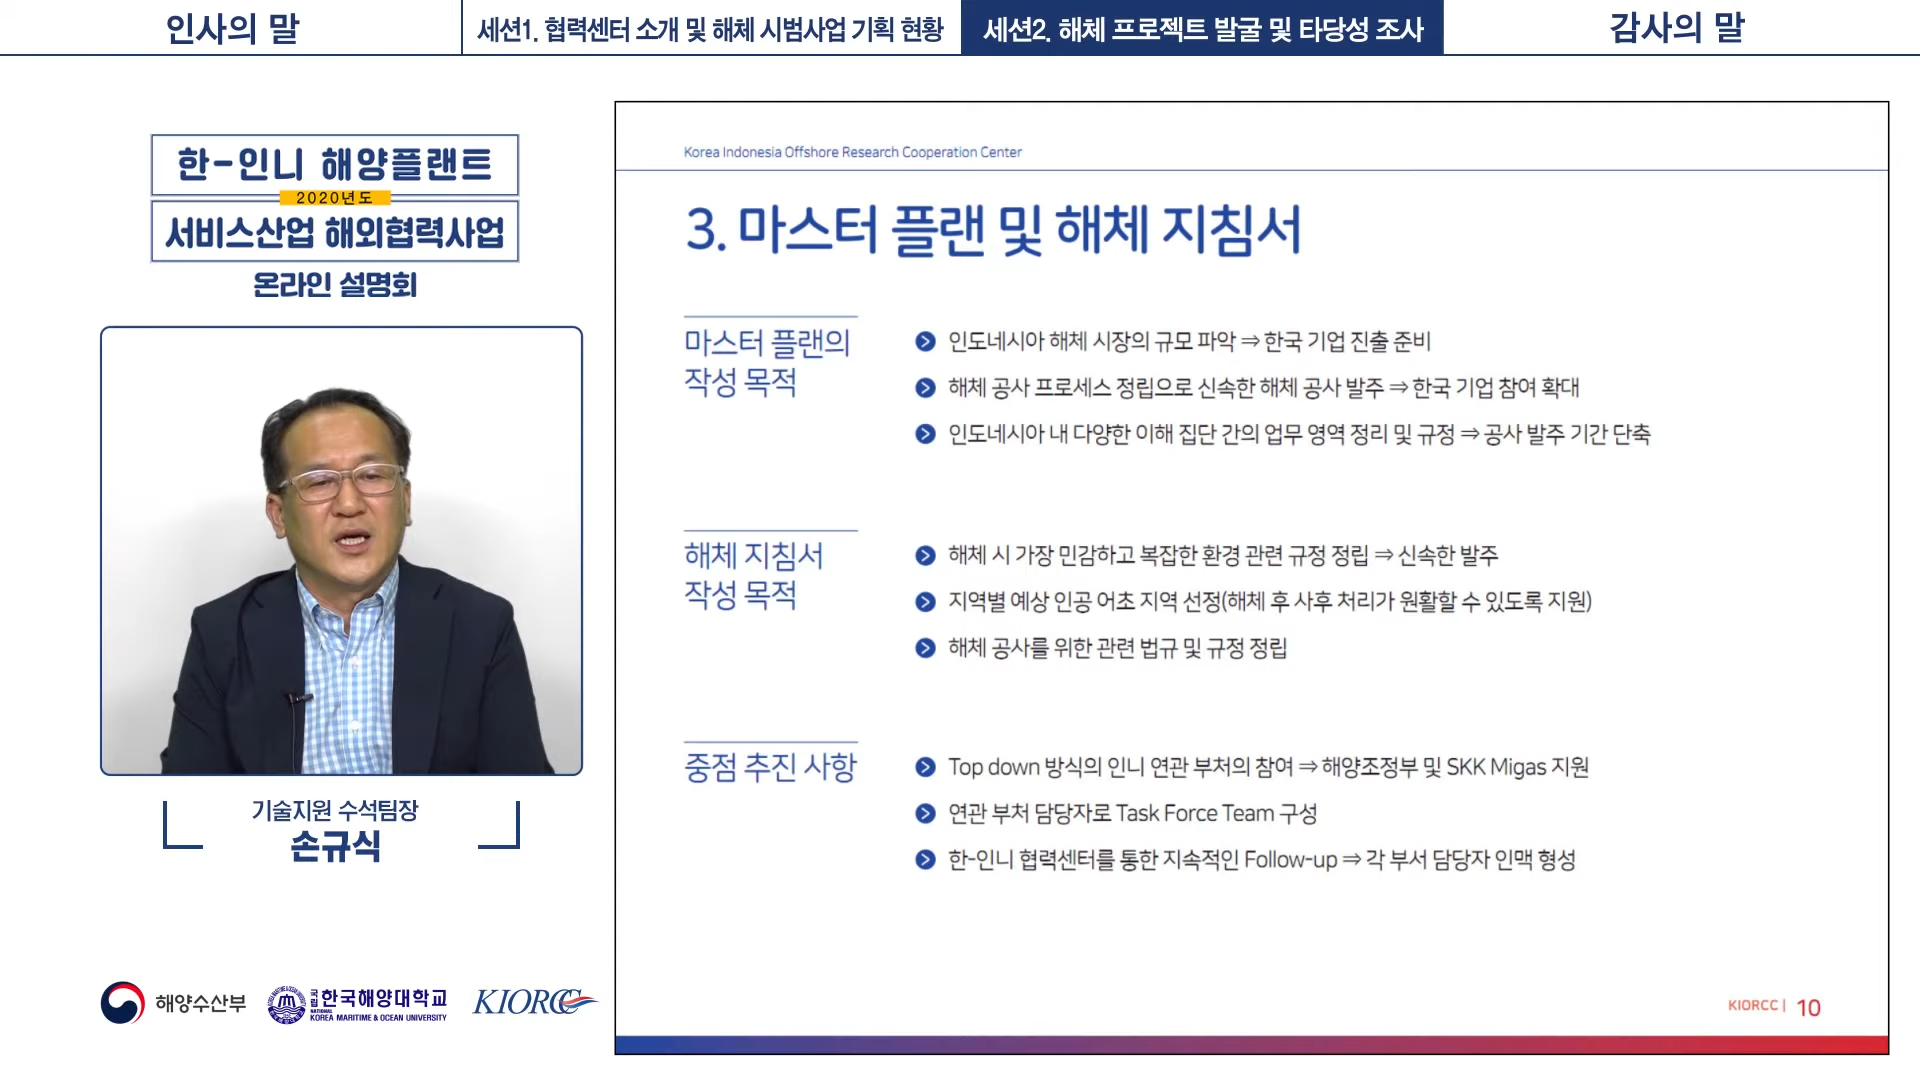 인사의 말
세션1. 협력센터 소개 및 해체 시범사업 기획 현황
세션2. 해체 프로젝트 발굴 및 타당성 조사
감사의 말
한-인니 해양플랜트
2020년도
서비스산업 해외협력사업
온라인 설명회
기술지원 수석팀장
손규식
해양수산부
국립한국해양대학교
NATIONAL
KOREA MARITIME & OCEAN UNIVERSITY
KIORCC
Korea Indonesia Offshore Research Cooperation Center
3. 마스터 플랜 및 해체 지침서
마스터 플랜의
작성 목적
인도네시아 해체 시장의 규모 파악 ⇒ 한국 기업 진출 준비
해체 공사 프로세스 정립으로 신속한 해체 공사 발주 ⇒ 한국 기업 참여 확대
인도네시아 내 다양한 이해 집단 간의 업무 영역 정리 및 규정 ⇒ 공사 발주 기간 단축
해체 지침서
작성 목적
해체 시 가장 민감하고 복잡한 환경 관련 규정 정립 ⇒ 신속한 발주
지역별 예상 인공 어초 지역 선정(해체 후 사후 처리가 원활할 수 있도록 지원)
해체 공사를 위한 관련 법규 및 규정 정립
중점 추진 사항
Top down 방식의 인니 연관 부처의 참여 ⇒ 해양조정부 및 SKK Migas 지원
연관 부처 담당자로 Task Force Team 구성
한-인니 협력센터를 통한 지속적인 Follow-up ⇒ 각 부서 담당자 인맥 형성
KIORCC | 10